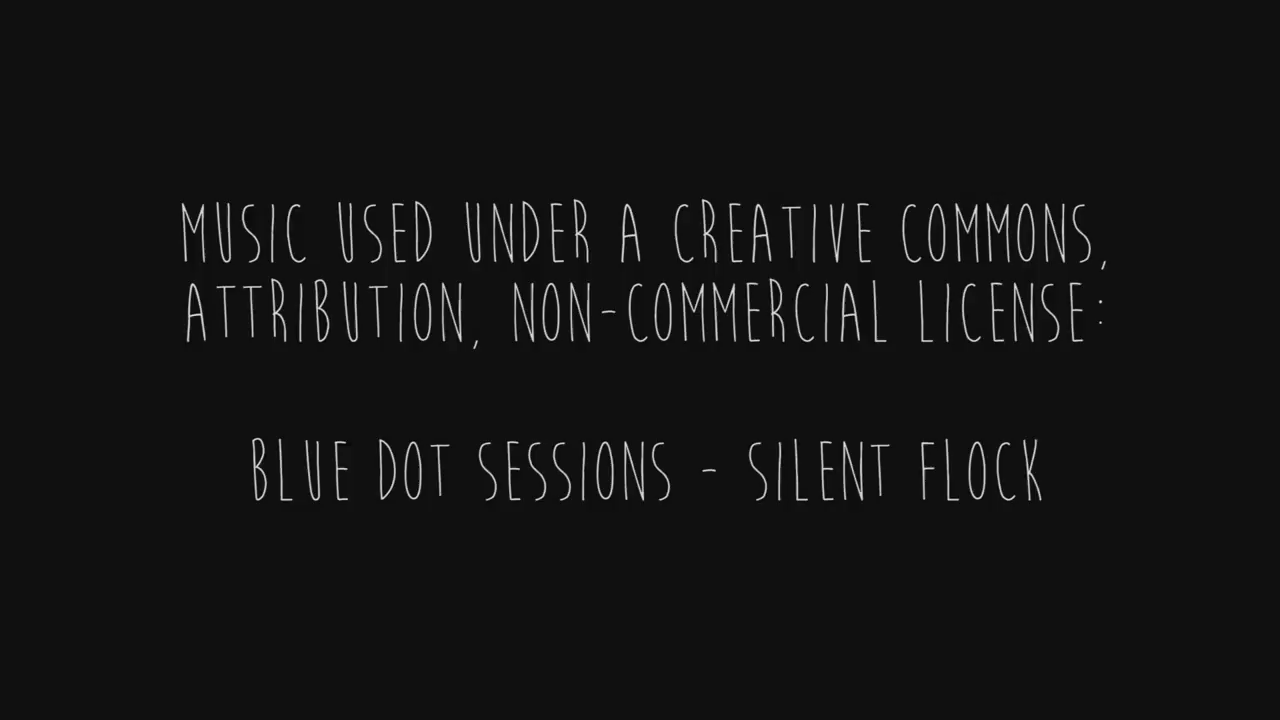 MUSIC USED UNDER A CREATIVE COMMONS,
ATTRIBUTION, NON-COMMERCIAL LICENSE:
BLUE DOT SESSIONS - SILENT FLOCK